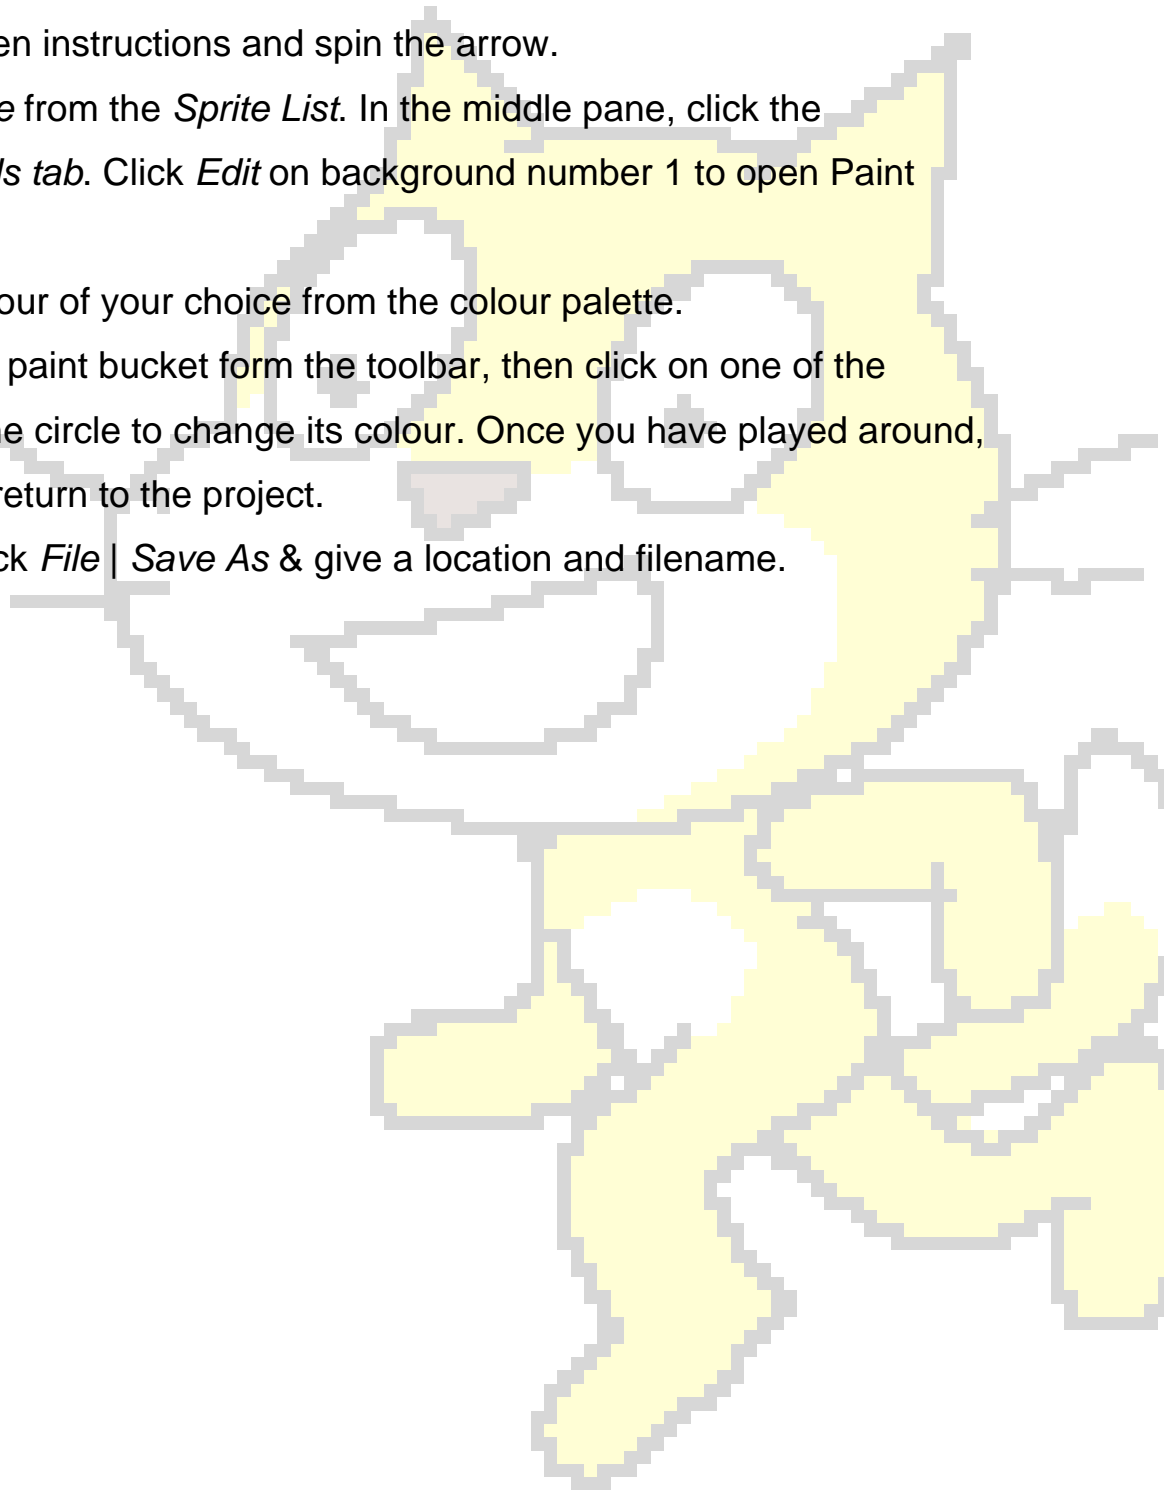 en instructions and spin the arrow.
e from the Sprite List. In the middle pane, click the
ls tab. Click Edit on background number 1 to open Paint
our of your choice from the colour palette.
paint bucket form the toolbar, then click on one of the
e circle to change its colour. Once you have played around,
return to the project.
ck File | Save As & give a location and filename.